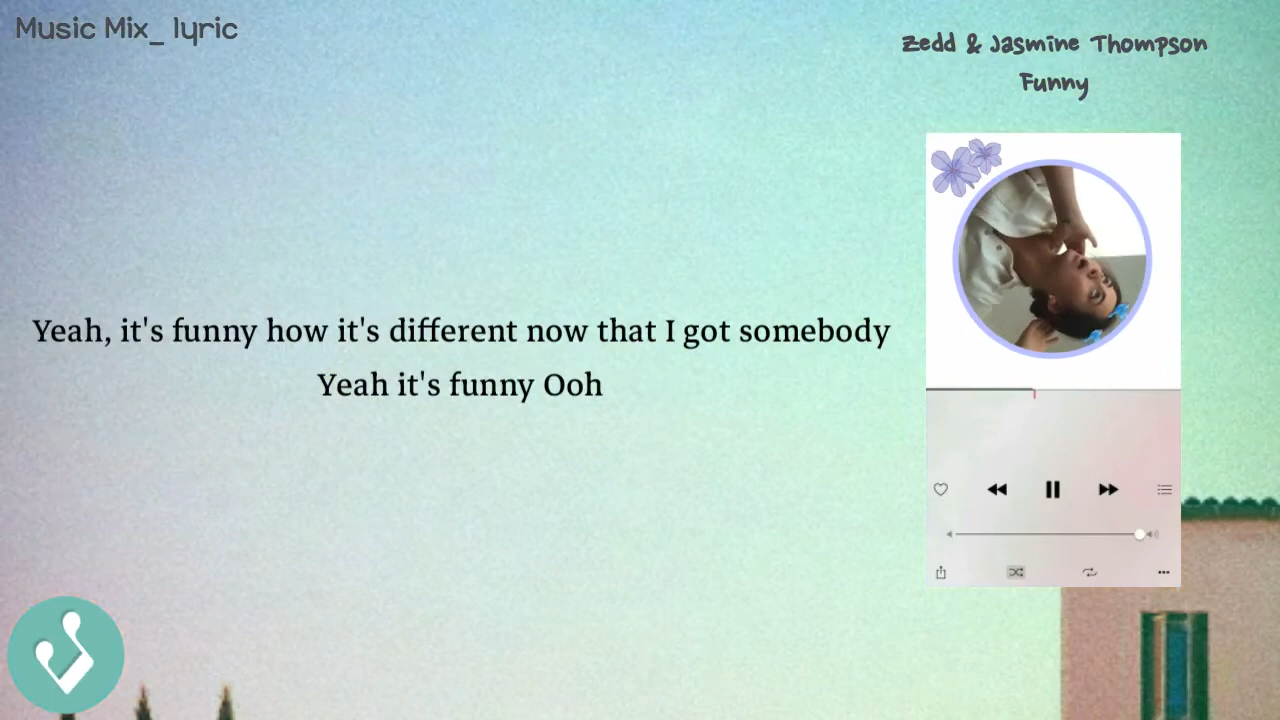 Music Mix_ lyric
Zedd & Jasmine Thompson
Funny
Yeah, it's funny how it's different now that I got somebody
Yeah it's funny Ooh